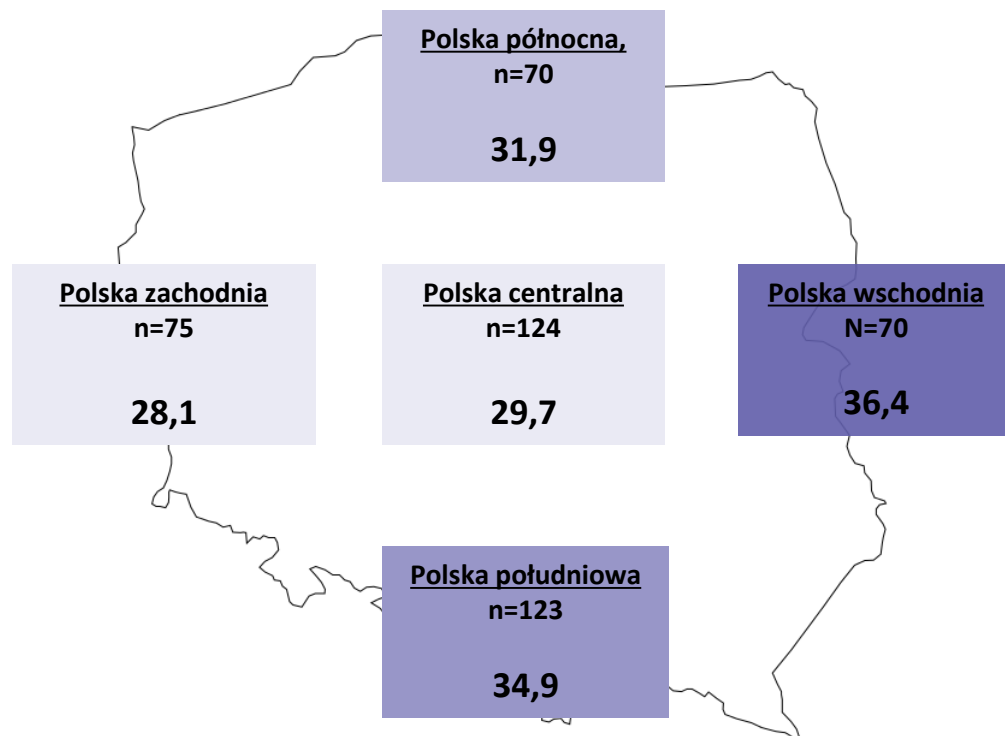 Polska północna,
n=70
31,9
Polska zachodnia
n=75
28,1
Polska centralna
n=124
29,7
Polska wschodnia
N=70
36,4
Polska południowa
n=123
34,9